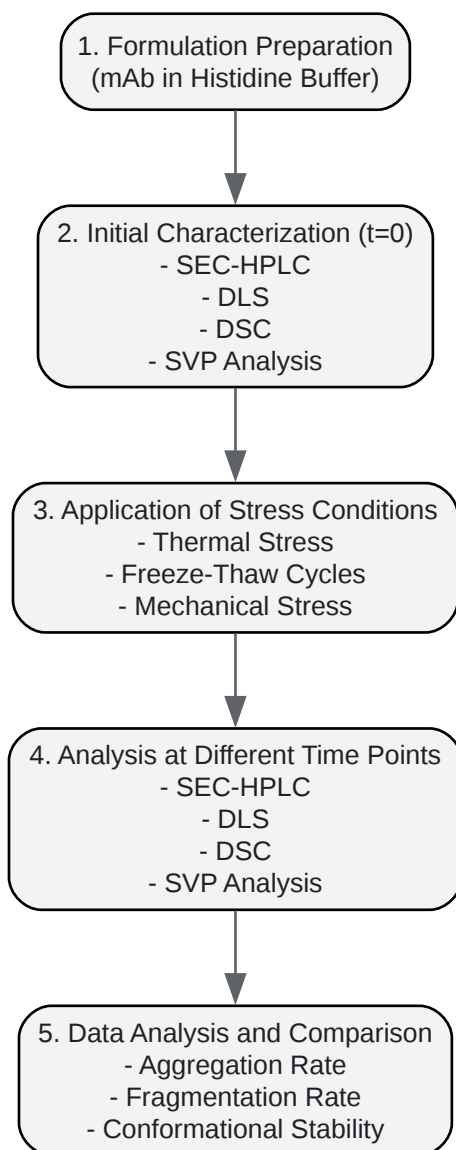 1. Formulation Preparation
(mAb in Histidine Buffer)
2. Initial Characterization (t=0)
- SEC-HPLC
- DLS
- DSC
- SVP Analysis
3. Application of Stress Conditions
- Thermal Stress
- Freeze-Thaw Cycles
- Mechanical Stress
4. Analysis at Different Time Points
- SEC-HPLC
- DLS
- DSC
- SVP Analysis
5. Data Analysis and Comparison
- Aggregation Rate
- Fragmentation Rate
- Conformational Stability